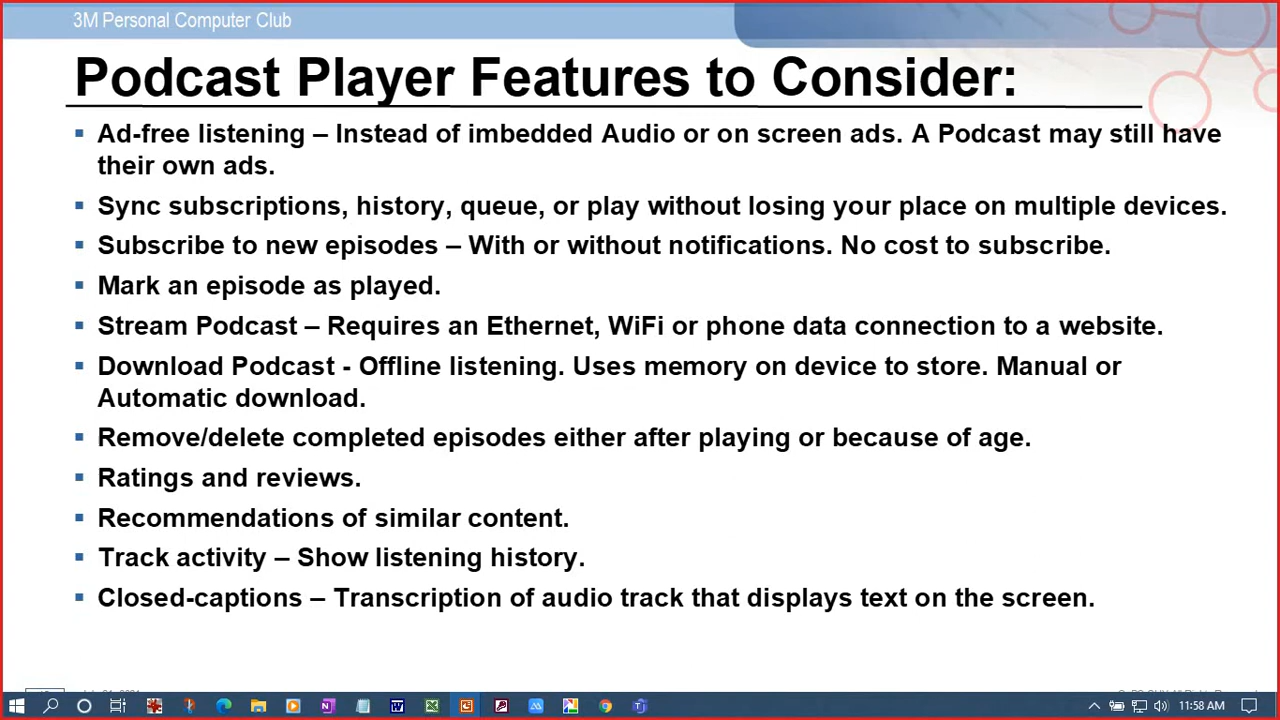 3M Personal Computer Club
Podcast Player Features to Consider:
▪ Ad-free listening – Instead of imbedded Audio or on screen ads. A Podcast may still have
their own ads.
▪ Sync subscriptions, history, queue, or play without losing your place on multiple devices.
▪ Subscribe to new episodes – With or without notifications. No cost to subscribe.
▪ Mark an episode as played.
▪ Stream Podcast – Requires an Ethernet, WiFi or phone data connection to a website.
▪ Download Podcast - Offline listening. Uses memory on device to store. Manual or
Automatic download.
▪ Remove/delete completed episodes either after playing or because of age.
▪ Ratings and reviews.
▪ Recommendations of similar content.
▪ Track activity – Show listening history.
▪ Closed-captions – Transcription of audio track that displays text on the screen.
11:58 AM